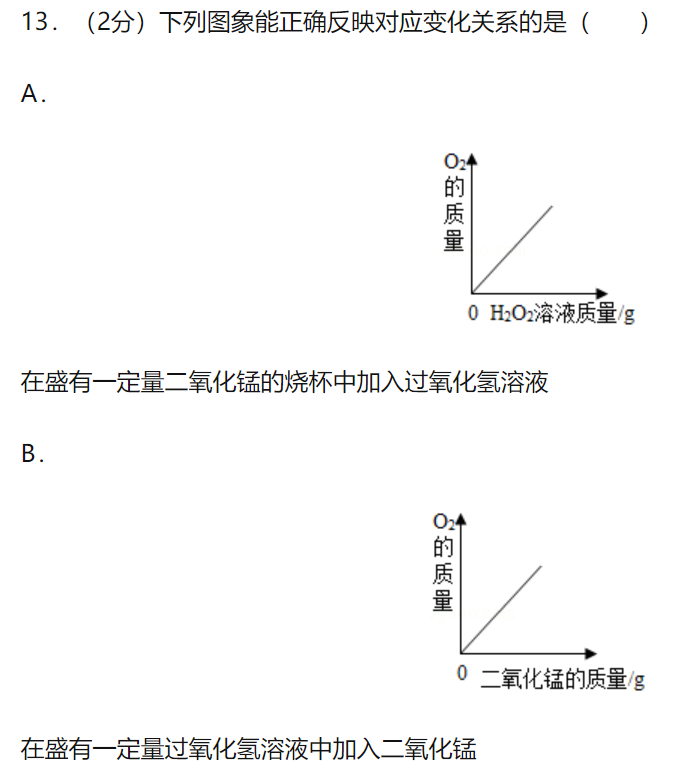 13．（2分）下列图象能正确反映对应变化关系的是（　　）
A．
O₂的质量
0 H₂O₂溶液质量/g
在盛有一定量二氧化锰的烧杯中加入过氧化氢溶液
B．
O₂的质量
0 二氧化锰的质量/g
在盛有一定量过氧化氢溶液中加入二氧化锰